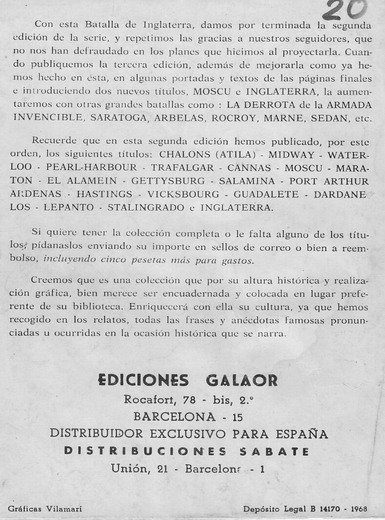 20
Con esta Batalla de Inglaterra, damos por terminada la segunda
edición de la serie, y repetimos las gracias a nuestros seguidores, que
no nos han defraudado en los planes que hicimos al proyectarla. Cuan-
do publiquemos la tercera edición, además de mejorarla como ya he-
mos hecho en ésta, en algunas portadas y textos de las páginas finales
e introduciendo dos nuevos títulos, MOSCU e INGLATERRA, la aumen-
taremos con otras grandes batallas como : LA DERROTA de la ARMADA
INVENCIBLE, SARATOGA, ARBELAS, ROCROY, MARNE, SEDAN, etc.
Recuerde que en esta segunda edición hemos publicado, por este
orden, los siguientes títulos: CHALONS (ATILA) - MIDWAY - WATER-
LOO - PEARL-HARBOUR - TRAFALGAR - CANNAS - MOSCU - MARA-
TON - EL ALAMEIN - GETTYSBURG - SALAMINA - PORT ARTHUR
ARDENAS - HASTINGS - VICKSBOURG - GUADALETE - DARDANE
LOS - LEPANTO - STALINGRADO e INGLATERRA.
Si quiere tener la colección completa o le falta alguno de los títu-
los, pídanaslos enviando su importe en sellos de correo o bien a reem-
bolso, incluyendo cinco pesetas más para gastos.
Creemos que es una colección que por su altura histórica y realiza-
ción gráfica, bien merece ser encuadernada y colocada en lugar prefe-
rente de su biblioteca. Enriquecerá con ella su cultura, ya que hemos
recogido en los relatos, todas las frases y anécdotas famosas pronun-
ciadas u ocurridas en la ocasión histórica que se narra.
EDICIONES GALAOR
Rocafort, 78 - bis, 2.º
BARCELONA - 15
DISTRIBUIDOR EXCLUSIVO PARA ESPAÑA
DISTRIBUCIONES SABATE
Unión, 21 - Barcelona - 1
Gráficas Vilamarí Depósito Legal B 14170 - 1968